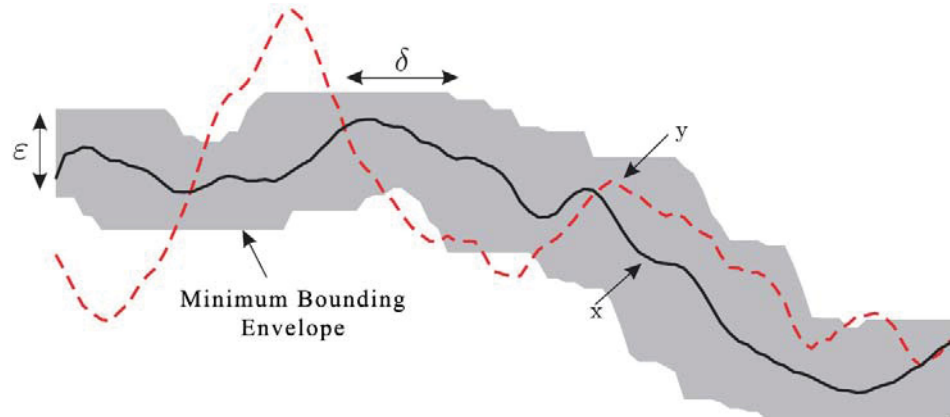 δ
ε
y
x
Minimum Bounding
Envelope